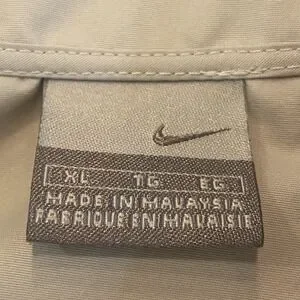 XL TG EG
MADE IN MALAYSIA
FABRIQUE EN MALAISIE